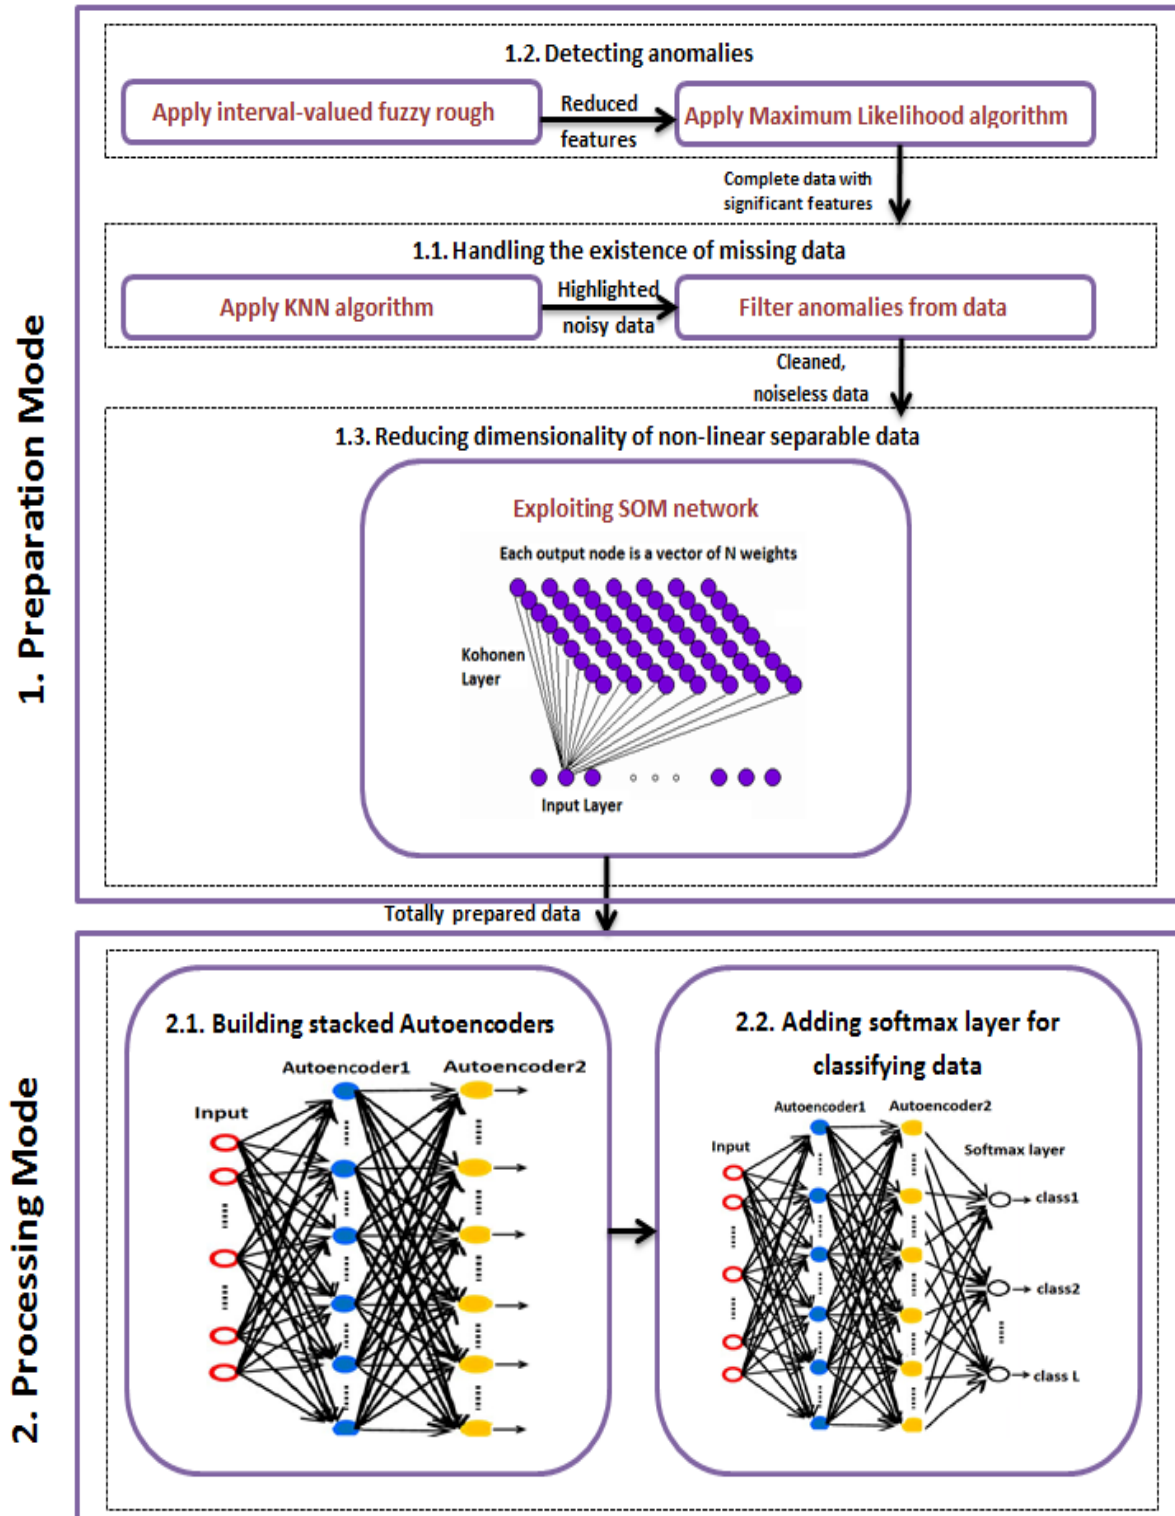 1. Preparation Mode
1.2. Detecting anomalies
Apply interval-valued fuzzy rough
Reduced
features
Apply Maximum Likelihood algorithm
Complete data with
significant features
1.1. Handling the existence of missing data
Apply KNN algorithm
Highlighted
noisy data
Filter anomalies from data
Cleaned,
noiseless data
1.3. Reducing dimensionality of non-linear separable data
Exploiting SOM network
Each output node is a vector of N weights
Kohonen
Layer
Input Layer
Totally prepared data
2. Processing Mode
2.1. Building stacked Autoencoders
Autoencoder1
Autoencoder2
Input
2.2. Adding softmax layer for
classifying data
Autoencoder1
Autoencoder2
Input
Softmax layer
class1
class2
class L